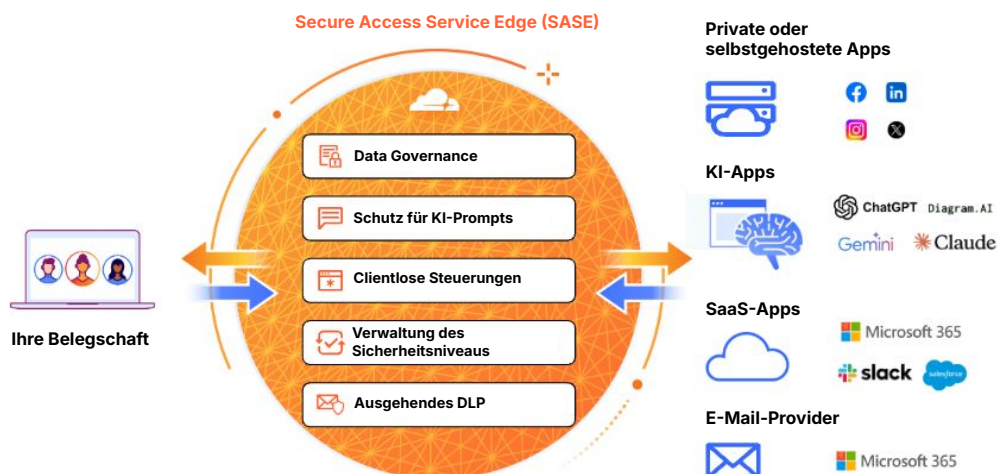 Secure Access Service Edge (SASE)
Data Governance
Schutz für KI-Prompts
Clientlose Steuerungen
Verwaltung des
Sicherheitsniveaus
Ausgehendes DLP
Ihre Belegschaft
Private oder
selbstgehostete Apps
in
KI-Apps
ChatGPT Diagram.AI
Gemini Claude
SaaS-Apps
Microsoft 365
slack salesforce
E-Mail-Provider
Microsoft 365